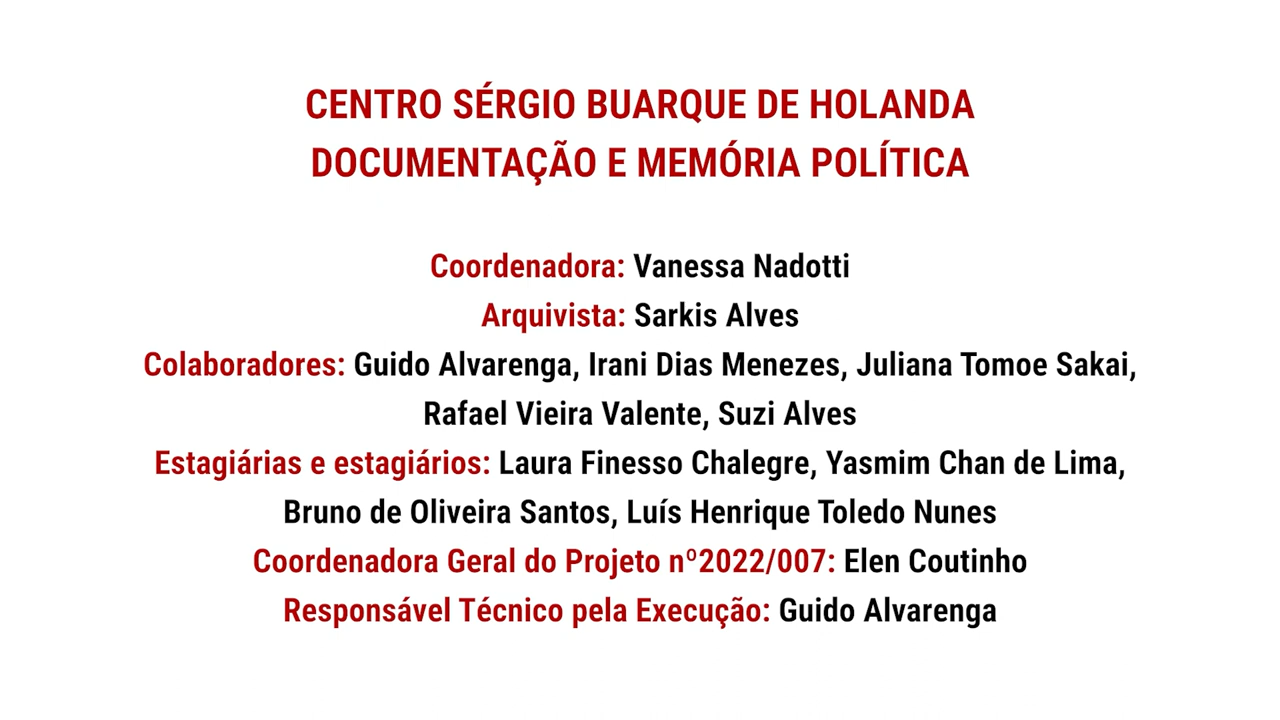 CENTRO SÉRGIO BUARQUE DE HOLANDA
DOCUMENTAÇÃO E MEMÓRIA POLÍTICA
Coordenadora: Vanessa Nadotti
Arquivista: Sarkis Alves
Colaboradores: Guido Alvarenga, Irani Dias Menezes, Juliana Tomoe Sakai,
Rafael Vieira Valente, Suzi Alves
Estagiárias e estagiários: Laura Finesso Chalegre, Yasmim Chan de Lima,
Bruno de Oliveira Santos, Luís Henrique Toledo Nunes
Coordenadora Geral do Projeto nº2022/007: Elen Coutinho
Responsável Técnico pela Execução: Guido Alvarenga